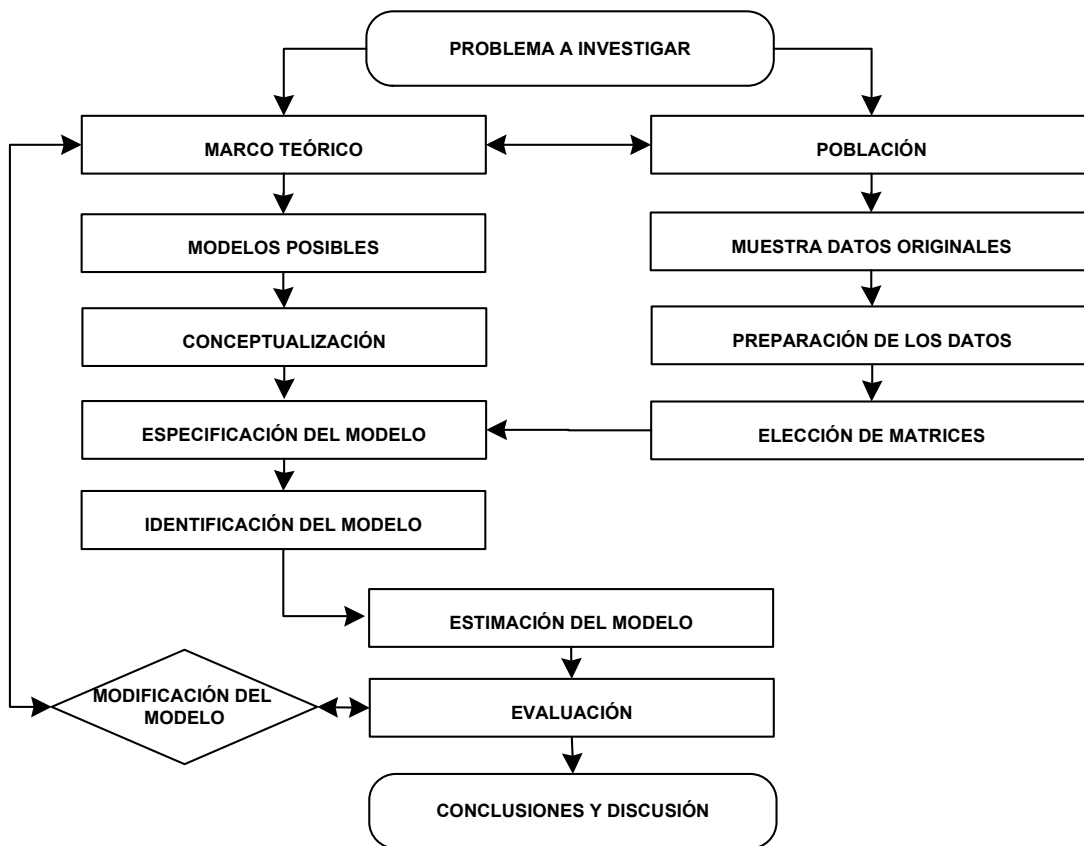 PROBLEMA A INVESTIGAR
MARCO TEÓRICO
POBLACIÓN
MODELOS POSIBLES
MUESTRA DATOS ORIGINALES
CONCEPTUALIZACIÓN
PREPARACIÓN DE LOS DATOS
ESPECIFICACIÓN DEL MODELO
ELECCIÓN DE MATRICES
IDENTIFICACIÓN DEL MODELO
ESTIMACIÓN DEL MODELO
MODIFICACIÓN DEL
MODELO
EVALUACIÓN
CONCLUSIONES Y DISCUSIÓN